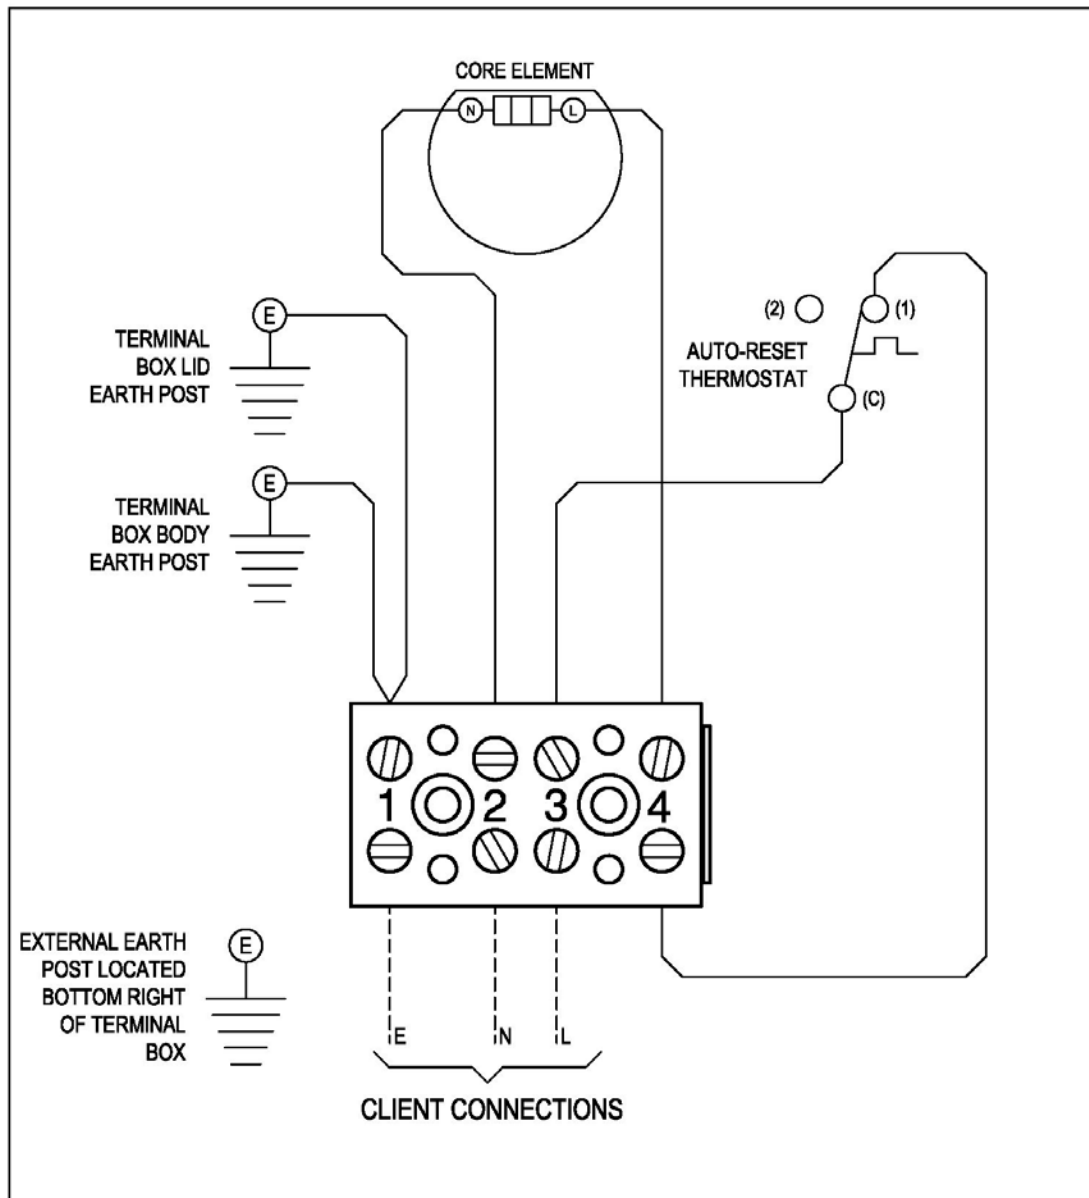 CORE ELEMENT
N
L
E
TERMINAL
BOX LID
EARTH POST
(2)
(1)
AUTO-RESET
THERMOSTAT
(C)
E
TERMINAL
BOX BODY
EARTH POST
1 2 3 4
EXTERNAL EARTH
POST LOCATED
BOTTOM RIGHT
OF TERMINAL
BOX
E
E
N
L
CLIENT CONNECTIONS